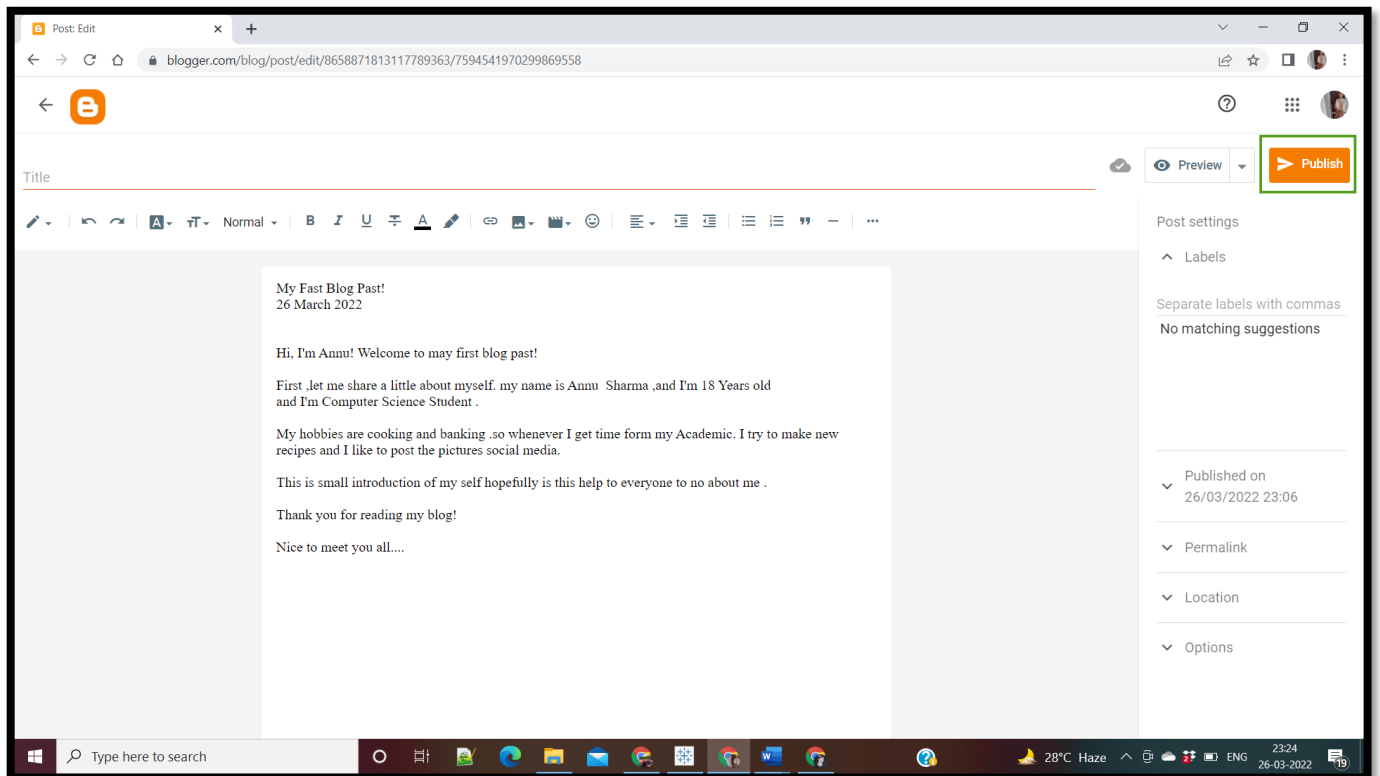 Post: Edit
blogger.com/blog/post/edit/8658871813117789363/7594541970299869558
Title
Preview
Publish
Normal
B I U A
Post settings
Labels
Separate labels with commas
No matching suggestions
Published on
26/03/2022 23:06
Permalink
Location
Options
My Fast Blog Past!
26 March 2022
Hi, I'm Annu! Welcome to may first blog past!
First ,let me share a little about myself. my name is Annu  Sharma ,and I'm 18 Years old
and I'm Computer Science Student .
My hobbies are cooking and banking .so whenever I get time form my Academic. I try to make new
recipes and I like to post the pictures social media.
This is small introduction of my self hopefully is this help to everyone to no about me .
Thank you for reading my blog!
Nice to meet you all....
Type here to search
28°C Haze
ENG
23:24
26-03-2022
19